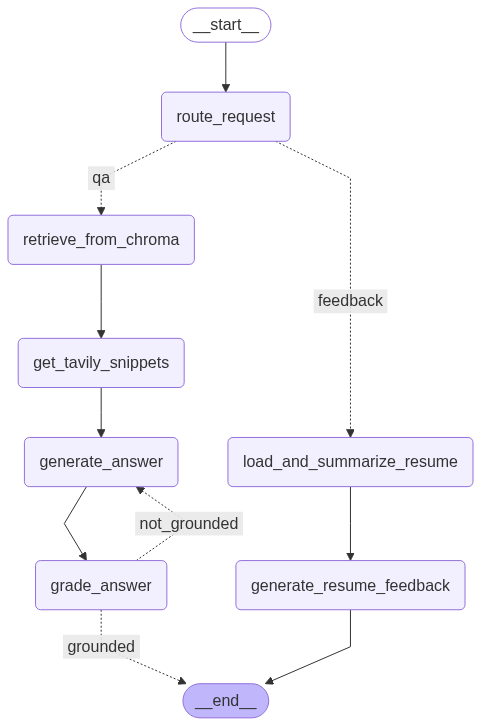 __start__
route_request
qa
retrieve_from_chroma
feedback
get_tavily_snippets
generate_answer
load_and_summarize_resume
not_grounded
grade_answer
generate_resume_feedback
grounded
__end__